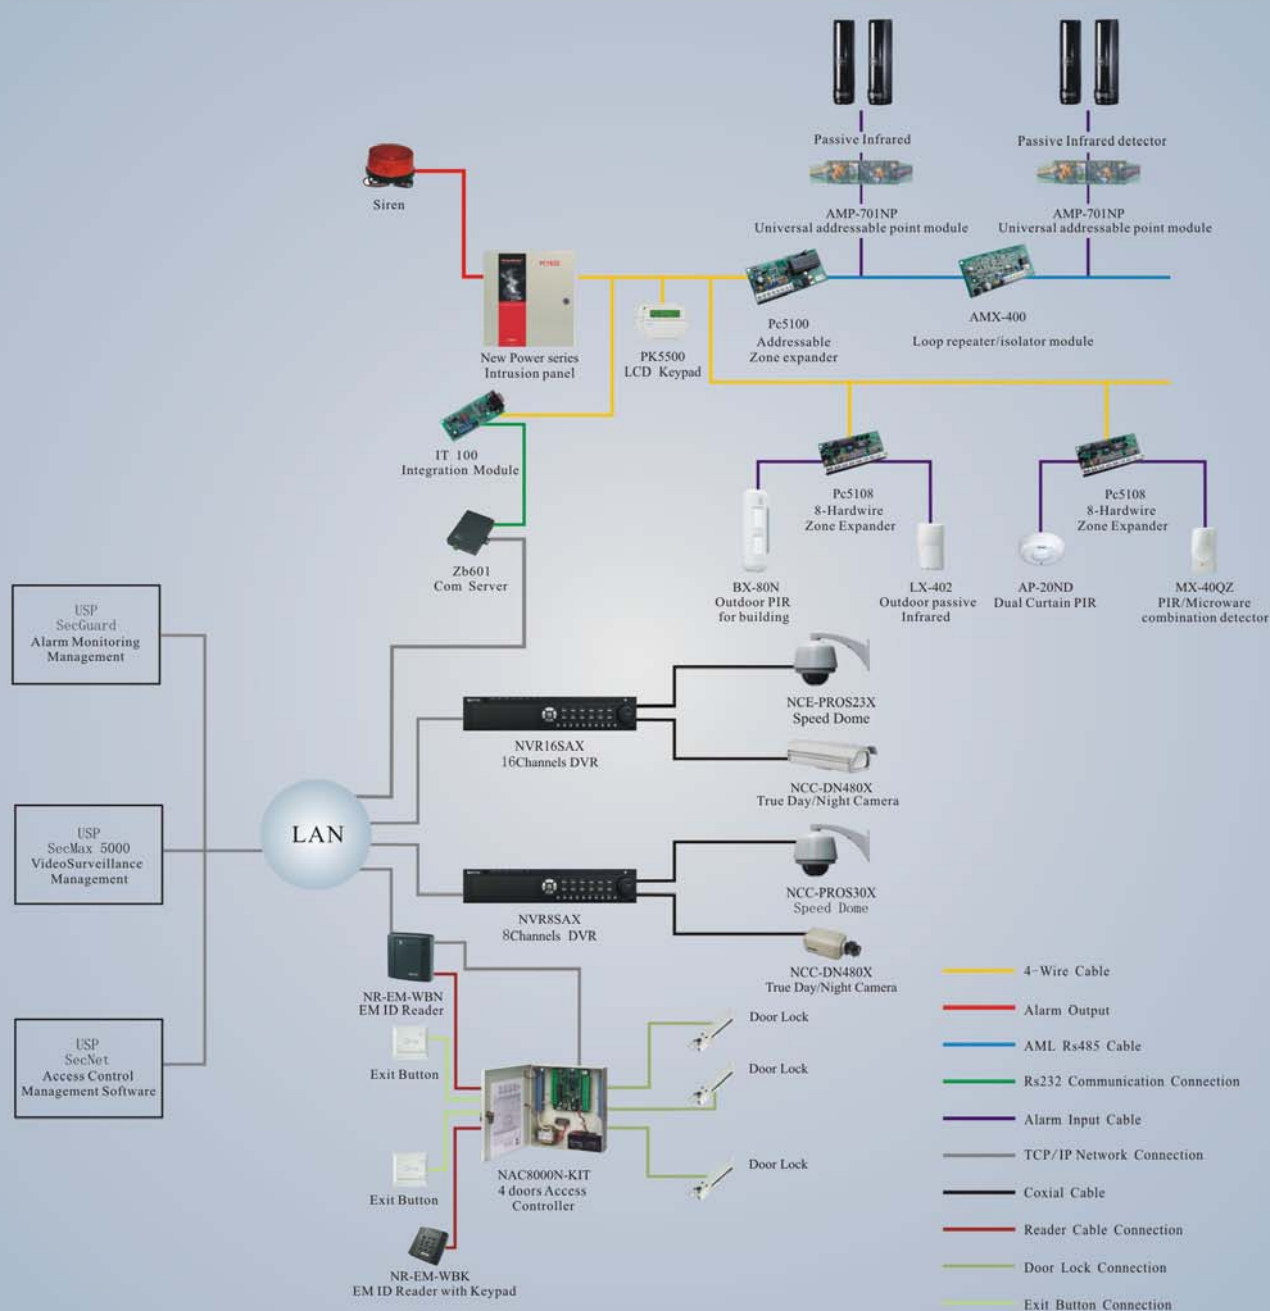 Passive Infrared
Passive Infrared detector
AMP-701NP
Universal addressable point module
AMP-701NP
Universal addressable point module
Siren
PC1832
New Power series
Intrusion panel
PK5500
LCD Keypad
Pc5100
Addressable
Zone expander
AMX-400
Loop repeater/isolator module
IT 100
Integration Module
Pc5108
8-Hardwire
Zone Expander
Pc5108
8-Hardwire
Zone Expander
Zb601
Com Server
BX-80N
Outdoor PIR
for building
LX-402
Outdoor passive
Infrared
AP-20ND
Dual Curtain PIR
MX-40QZ
PIR/Microware
combination detector
USP
SecGuard
Alarm Monitoring
Management
NCE-PROS23X
Speed Dome
NVR16SAX
16Channels DVR
NCC-DN480X
True Day/Night Camera
LAN
USP
SecMax 5000
VideoSurveillance
Management
NCC-PROS30X
Speed Dome
NVR8SAX
8Channels DVR
NCC-DN480X
True Day/Night Camera
NR-EM-WBN
EM ID Reader
Exit Button
USP
SecNet
Access Control
Management Software
Door Lock
Door Lock
Door Lock
NAC8000N-KIT
4 doors Access
Controller
Exit Button
NR-EM-WBK
EM ID Reader with Keypad
4-Wire Cable
Alarm Output
AML Rs485 Cable
Rs232 Communication Connection
Alarm Input Cable
TCP/IP Network Connection
Coxial Cable
Reader Cable Connection
Door Lock Connection
Exit Button Connection